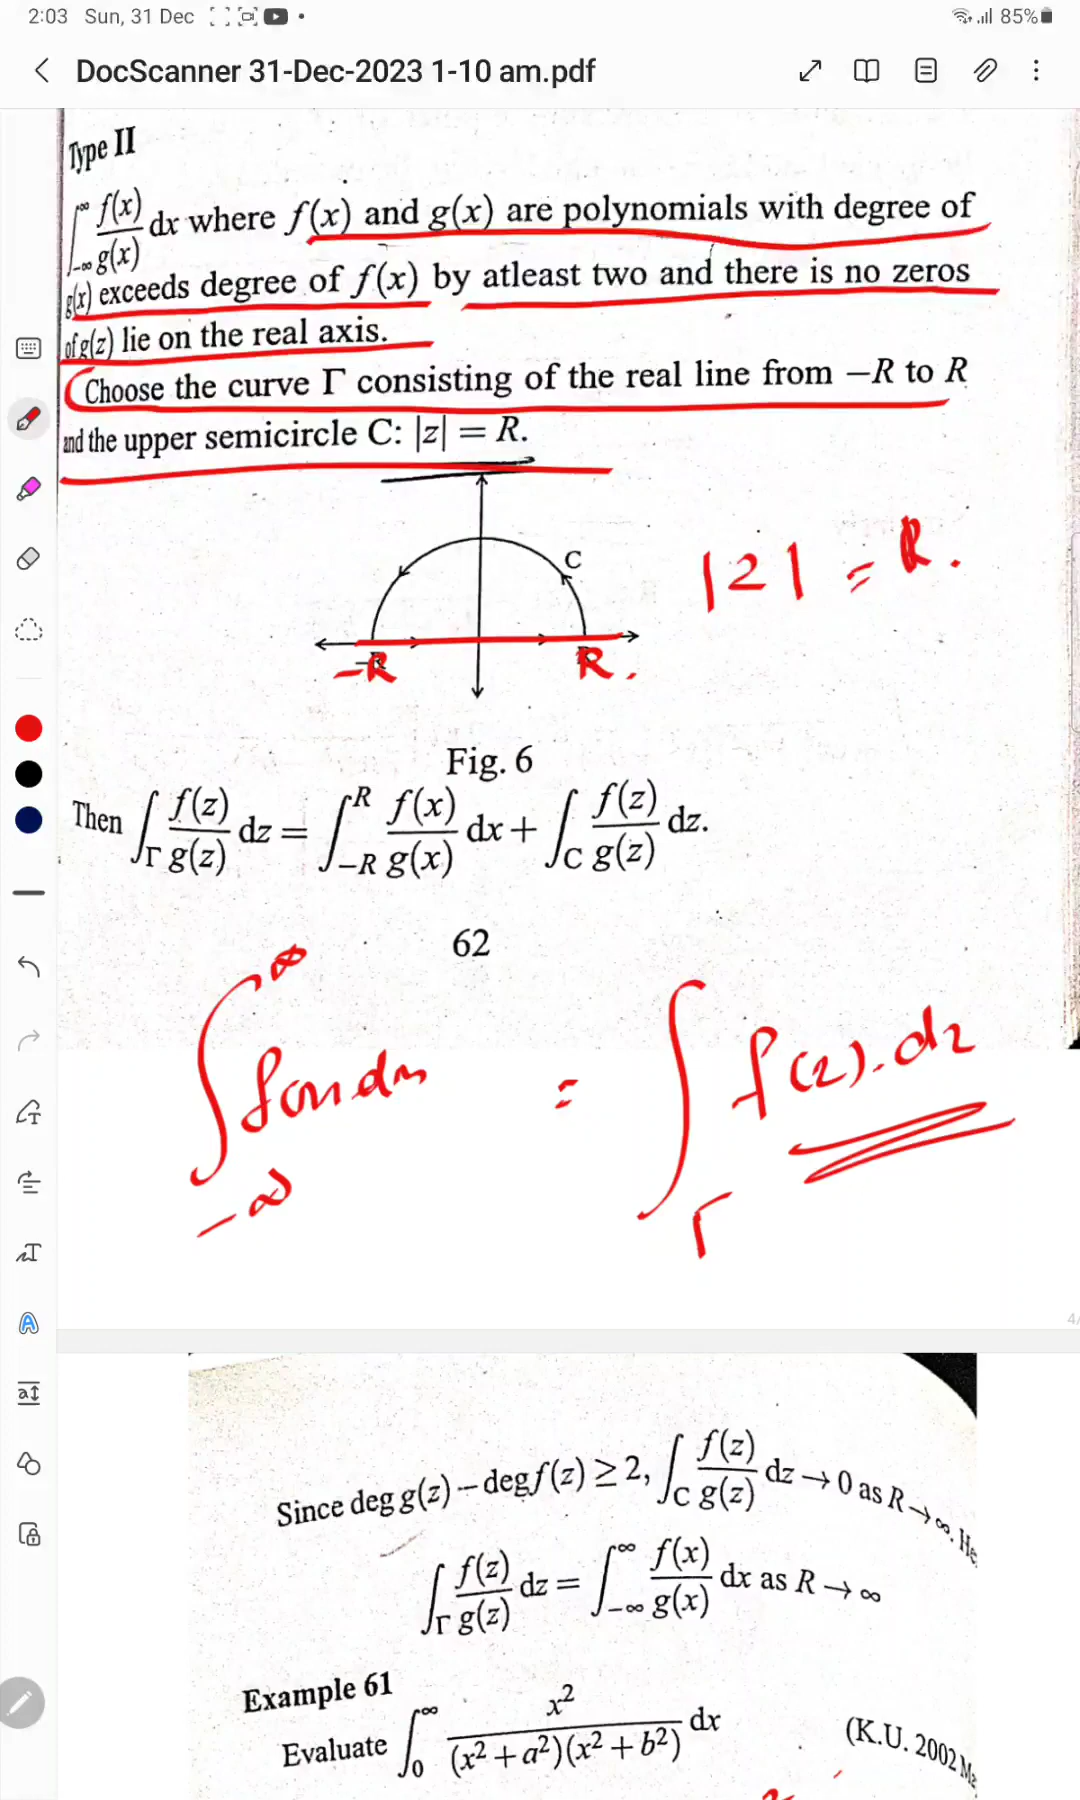 2:03 Sun, 31 Dec 85%
DocScanner 31-Dec-2023 1-10 am.pdf
Type II
∫_{-∞}^{∞} f(x)/g(x) dx where f(x) and g(x) are polynomials with degree of
g(x) exceeds degree of f(x) by atleast two and there is no zeros
of g(z) lie on the real axis.
Choose the curve Γ consisting of the real line from −R to R
and the upper semicircle C: |z| = R.
C
|z| = R.
-R R.
Fig. 6
Then ∫_Γ f(z)/g(z) dz = ∫_{-R}^{R} f(x)/g(x) dx + ∫_C f(z)/g(z) dz.
62
∫_{-∞}^{∞} f(x) dx = ∫_Γ f(z).dz
4/
Since deg g(z) − deg f(z) ≥ 2, ∫_C f(z)/g(z) dz → 0 as R → ∞. He
∫_Γ f(z)/g(z) dz = ∫_{-∞}^{∞} f(x)/g(x) dx as R → ∞
Example 61
Evaluate ∫_0^∞ x²/((x² + a²)(x² + b²)) dx (K.U. 2002 Ma